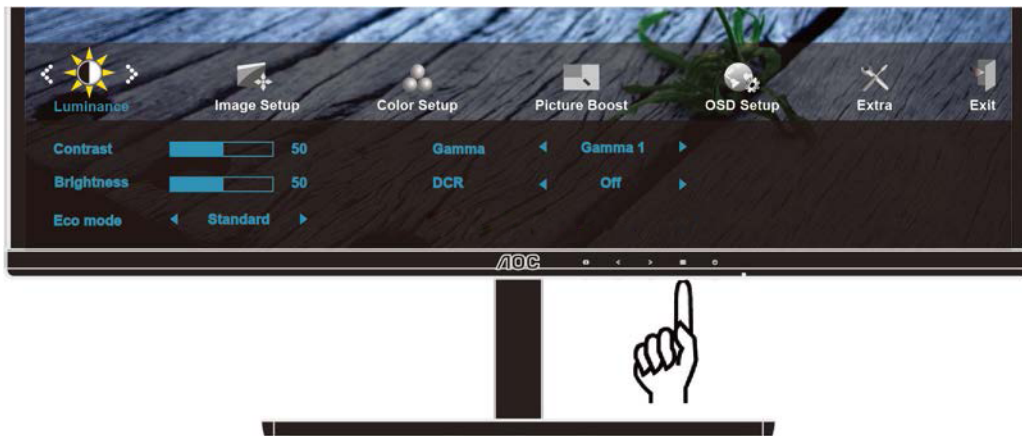 Luminance Image Setup Color Setup Picture Boost OSD Setup Extra Exit
Contrast 50 Gamma Gamma 1
Brightness 50 DCR Off
Eco mode Standard
AOC